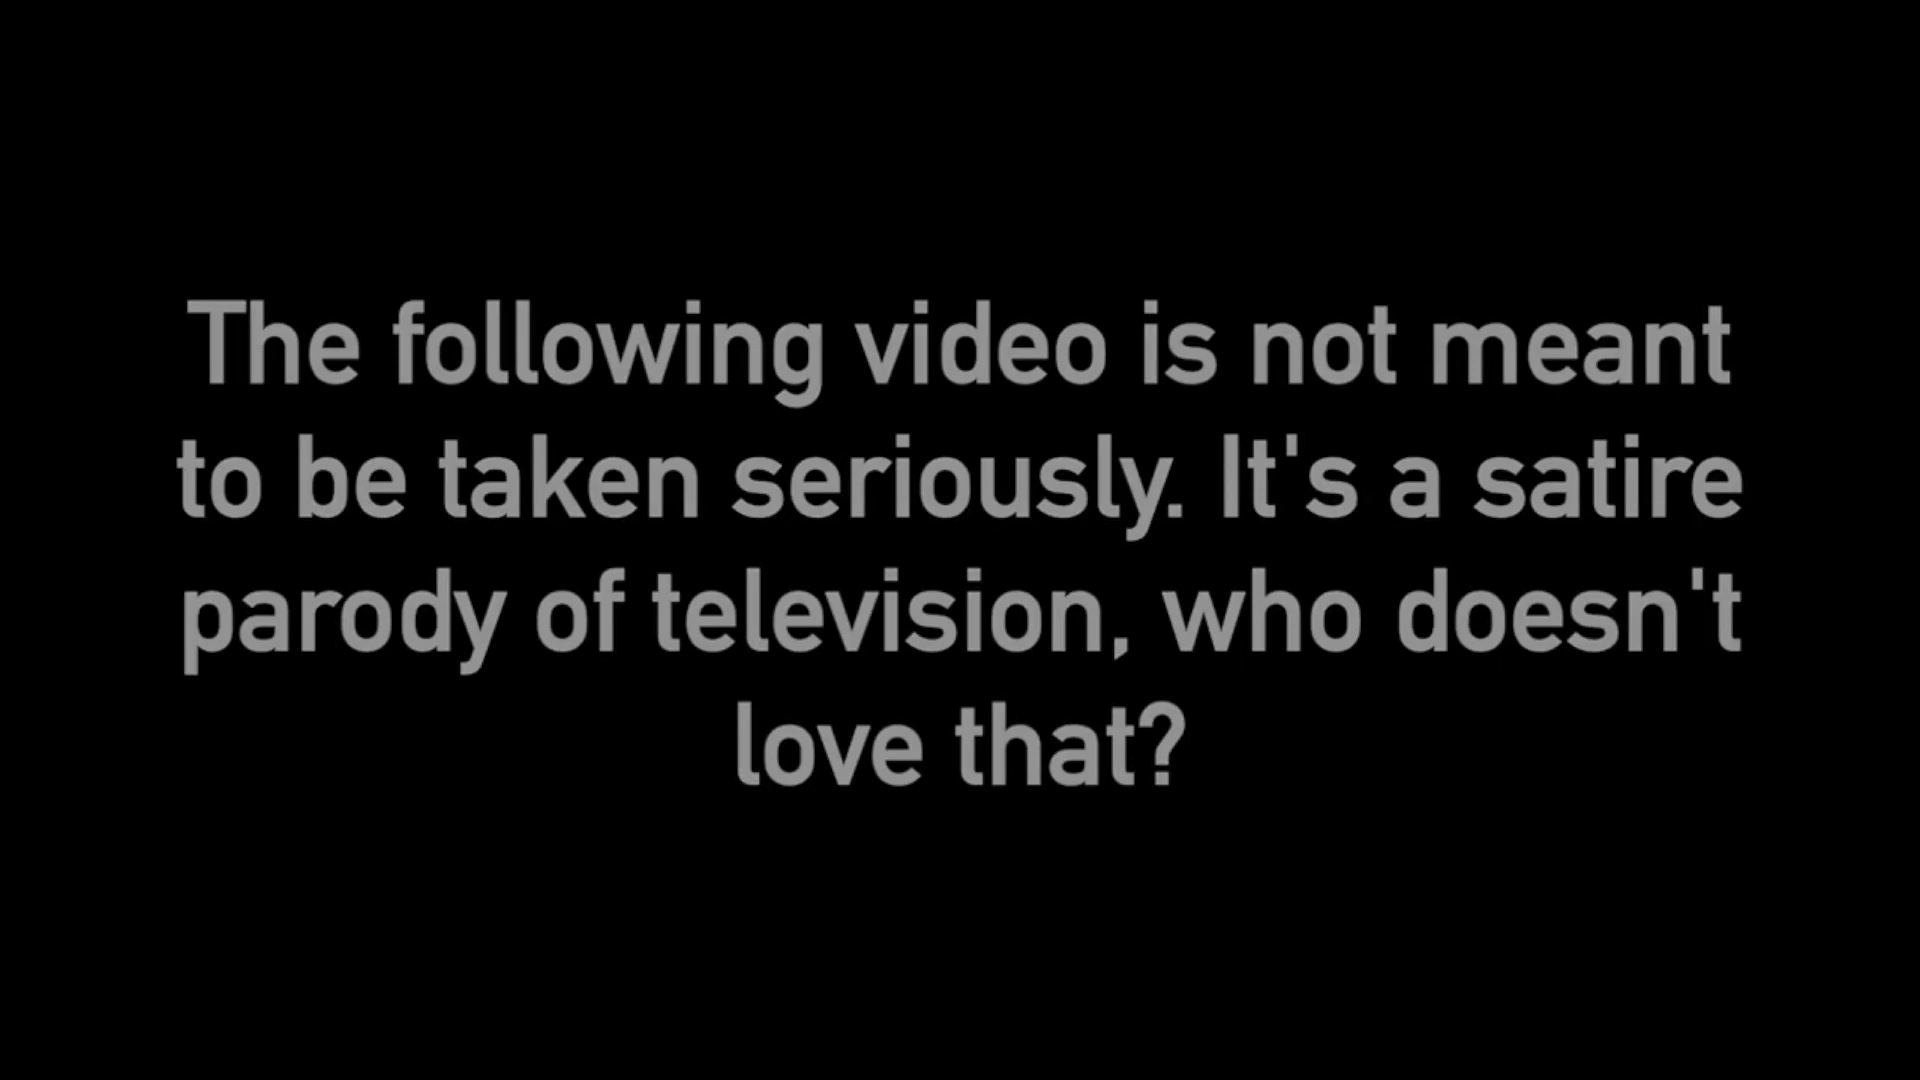 The following video is not meant
to be taken seriously. It's a satire
parody of television, who doesn't
love that?